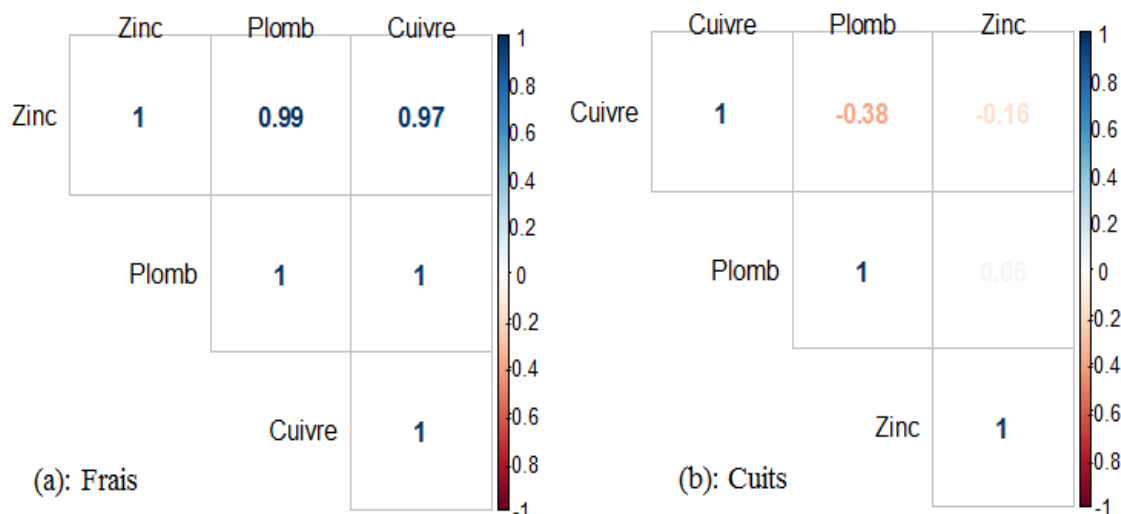 Zinc Plomb Cuivre
Zinc 1 0.99 0.97
Plomb 1 1
Cuivre 1
1
0.8
0.6
0.4
0.2
0
-0.2
-0.4
-0.6
-0.8
-1
(a): Frais
Cuivre Plomb Zinc
Cuivre 1 -0.38 -0.16
Plomb 1 0.06
Zinc 1
1
0.8
0.6
0.4
0.2
0
-0.2
-0.4
-0.6
-0.8
-1
(b): Cuits